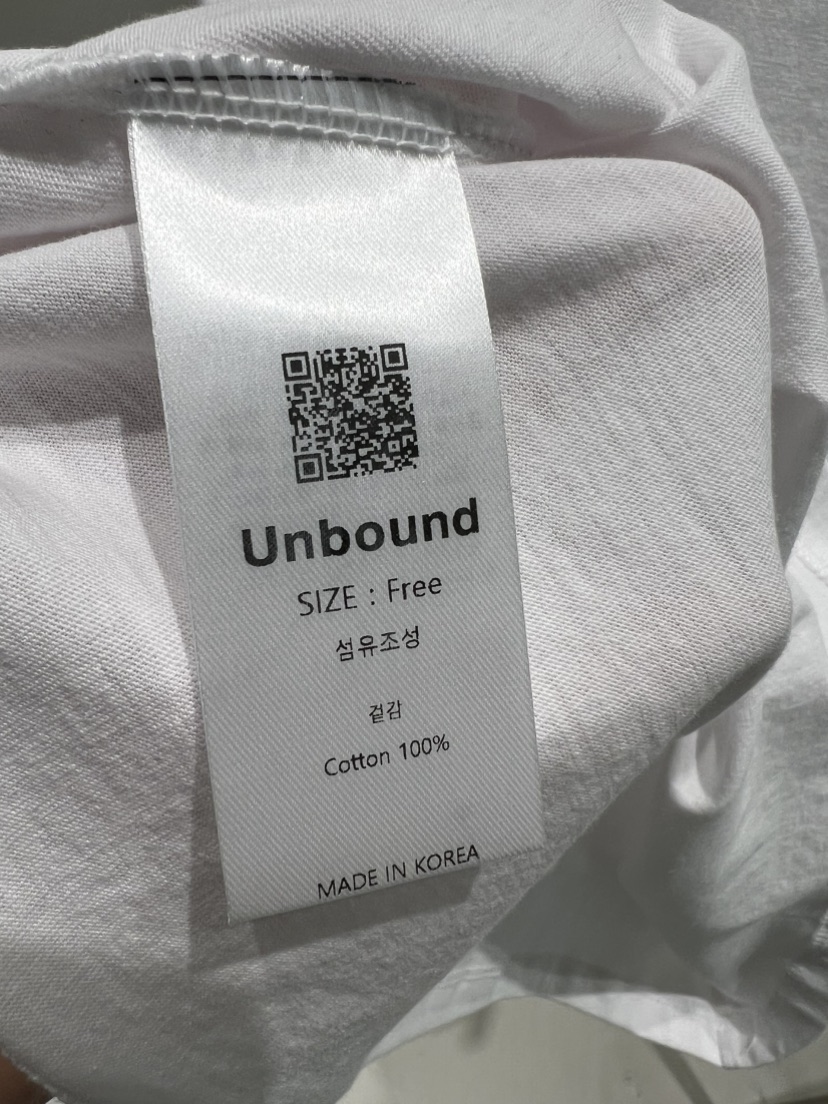 Unbound
SIZE : Free
섬유조성
겉감
Cotton 100%
MADE IN KOREA